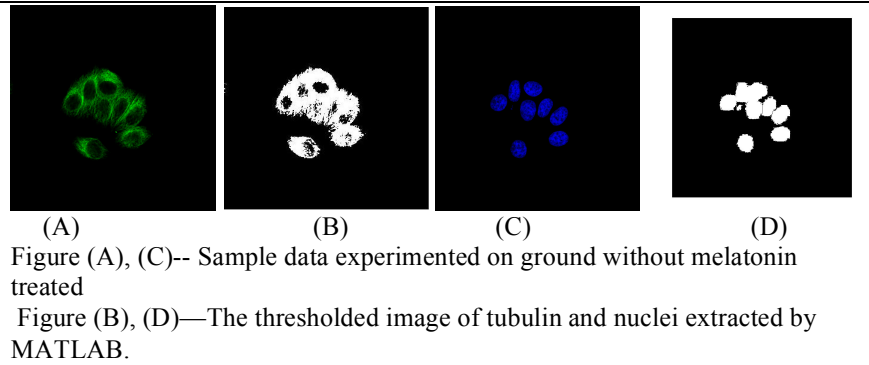 (A) (B) (C) (D)
Figure (A), (C)-- Sample data experimented on ground without melatonin
treated
Figure (B), (D)—The thresholded image of tubulin and nuclei extracted by
MATLAB.